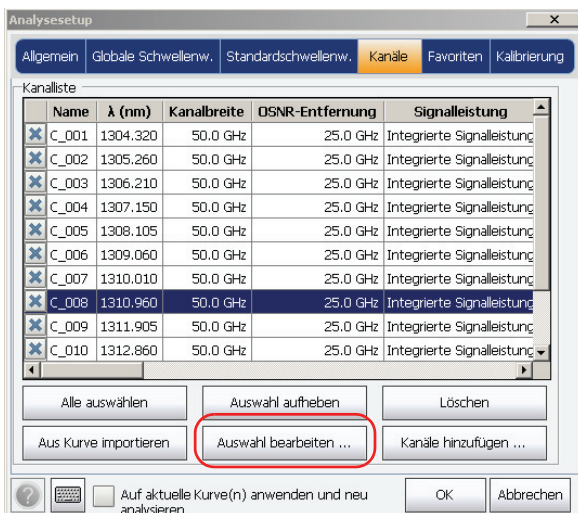 Analysesetup
Allgemein Globale Schwellenw. Standardschwellenw. Kanäle Favoriten Kalibrierung
Kanalliste
Name λ (nm) Kanalbreite OSNR-Entfernung Signalleistung
C_001 1304.320 50.0 GHz 25.0 GHz Integrierte Signalleistung
C_002 1305.260 50.0 GHz 25.0 GHz Integrierte Signalleistung
C_003 1306.210 50.0 GHz 25.0 GHz Integrierte Signalleistung
C_004 1307.150 50.0 GHz 25.0 GHz Integrierte Signalleistung
C_005 1308.105 50.0 GHz 25.0 GHz Integrierte Signalleistung
C_006 1309.060 50.0 GHz 25.0 GHz Integrierte Signalleistung
C_007 1310.010 50.0 GHz 25.0 GHz Integrierte Signalleistung
C_008 1310.960 50.0 GHz 25.0 GHz Integrierte Signalleistung
C_009 1311.905 50.0 GHz 25.0 GHz Integrierte Signalleistung
C_010 1312.860 50.0 GHz 25.0 GHz Integrierte Signalleistung
Alle auswählen Auswahl aufheben Löschen
Aus Kurve importieren Auswahl bearbeiten ... Kanäle hinzufügen ...
Auf aktuelle Kurve(n) anwenden und neu
analysieren
OK Abbrechen